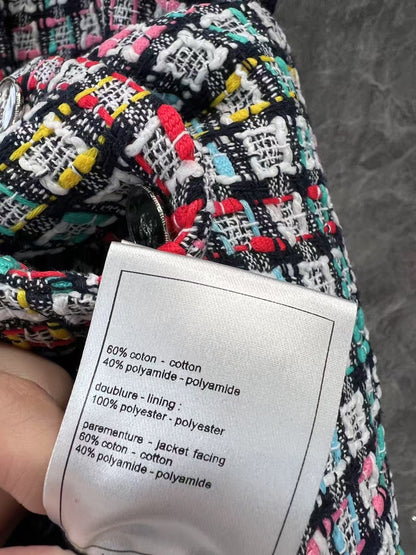 60% coton - cotton
40% polyamide - polyamide
doublure - lining :
100% polyester - polyester
parementure - jacket facing
60% coton - cotton
40% polyamide - polyamide